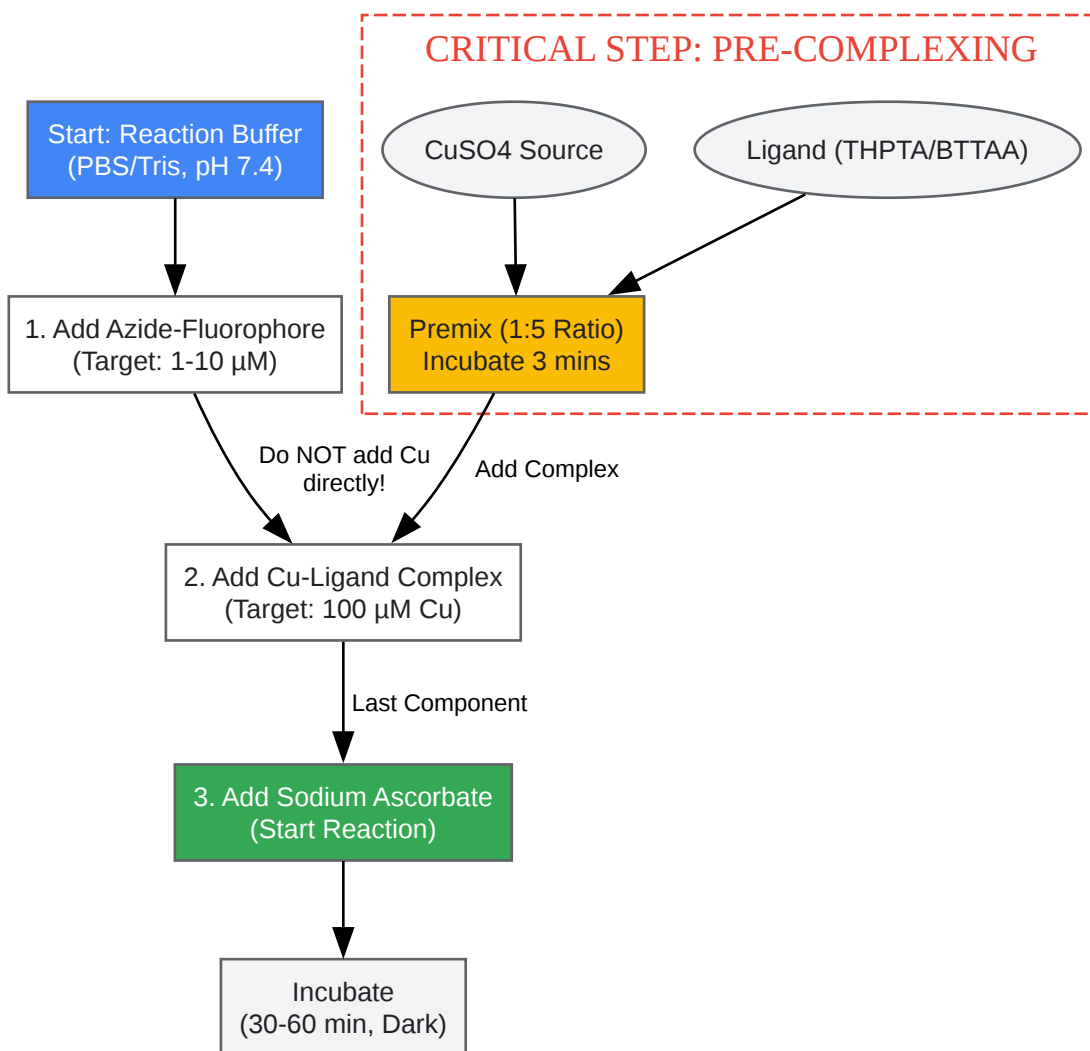 CRITICAL STEP: PRE-COMPLEXING
Start: Reaction Buffer
(PBS/Tris, pH 7.4)
CuSO4 Source
Ligand (THPTA/BTTAA)
1. Add Azide-Fluorophore
(Target: 1-10 µM)
Premix (1:5 Ratio)
Incubate 3 mins
Do NOT add Cu
directly!
Add Complex
2. Add Cu-Ligand Complex
(Target: 100 µM Cu)
Last Component
3. Add Sodium Ascorbate
(Start Reaction)
Incubate
(30-60 min, Dark)